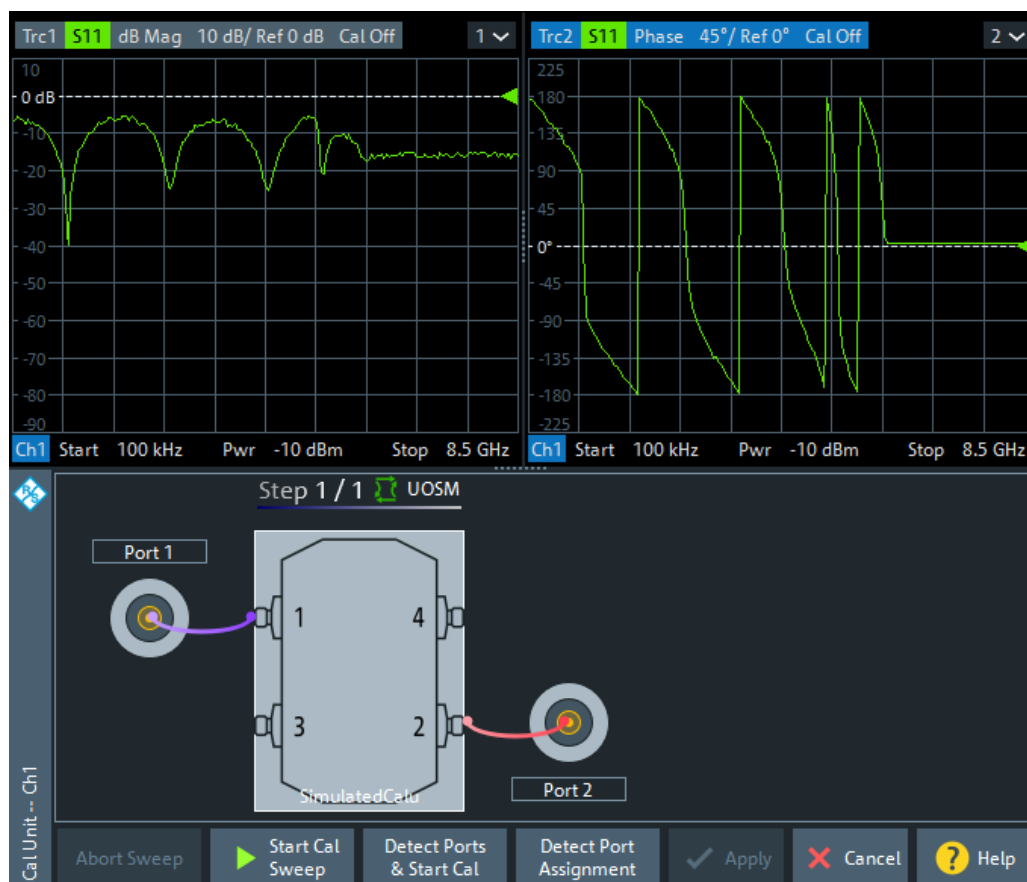 Trc1 S11 dB Mag 10 dB/ Ref 0 dB Cal Off 1
10
0 dB
-10
-20
-30
-40
-50
-60
-70
-80
-90
Ch1 Start 100 kHz Pwr -10 dBm Stop 8.5 GHz
Trc2 S11 Phase 45°/ Ref 0° Cal Off 2
225
180
135
90
45
0°
-45
-90
-135
-180
-225
Ch1 Start 100 kHz Pwr -10 dBm Stop 8.5 GHz
R/S
Cal Unit -- Ch1
Step 1 / 1 UOSM
Port 1
1 4
3 2
SimulatedCalu
Port 2
Abort Sweep
Start Cal
Sweep
Detect Ports
& Start Cal
Detect Port
Assignment
Apply
Cancel
? Help